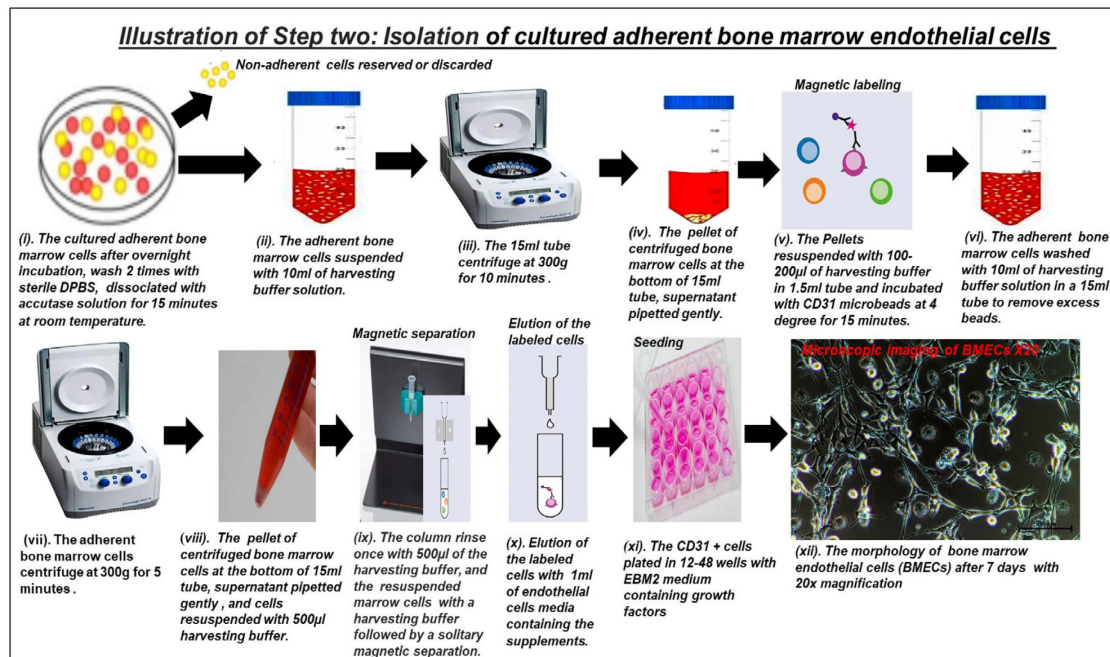 Illustration of Step two: Isolation of cultured adherent bone marrow endothelial cells
Non-adherent cells reserved or discarded
(i). The cultured adherent bone
marrow cells after overnight
incubation, wash 2 times with
sterile DPBS, dissociated with
accutase solution for 15 minutes
at room temperature.
(ii). The adherent bone
marrow cells suspended
with 10ml of harvesting
buffer solution.
(iii). The 15ml tube
centrifuge at 300g
for 10 minutes .
(iv). The pellet of
centrifuged bone
marrow cells at the
bottom of 15ml
tube, supernatant
pipetted gently.
Magnetic labeling
(v). The Pellets
resuspended with 100-
200µl of harvesting buffer
in 1.5ml tube and incubated
with CD31 microbeads at 4
degree for 15 minutes.
(vi). The adherent bone
marrow cells washed
with 10ml of harvesting
buffer solution in a 15ml
tube to remove excess
beads.
(vii). The adherent
bone marrow cells
centrifuge at 300g for 5
minutes .
(viii). The pellet of
centrifuged bone marrow
cells at the bottom of 15ml
tube, supernatant pipetted
gently , and cells
resuspended with 500µl
harvesting buffer.
Magnetic separation
(ix). The column rinse
once with 500µl of the
harvesting buffer, and the
resuspended
marrow cells with a
harvesting buffer
followed by a solitary
magnetic separation.
Elution of the
labeled cells
(x). Elution of
the labeled
cells with 1ml
of endothelial
cells media
containing the
supplements.
Seeding
(xi). The CD31 + cells
plated in 12-48 wells with
EBM2 medium
containing growth
factors
Microscopic imaging of BMECs X20
(xii). The morphology of bone marrow
endothelial cells (BMECs) after 7 days with
20x magnification